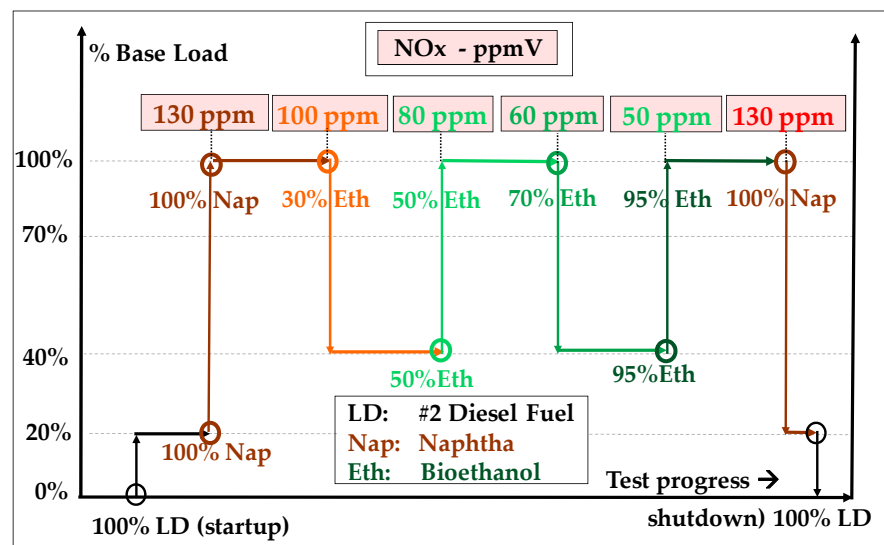 NOx - ppmV
% Base Load
130 ppm 100 ppm 80 ppm 60 ppm 50 ppm 130 ppm
100%
100% Nap 30% Eth 50% Eth 70% Eth 95% Eth 100% Nap
70%
40%
50%Eth 95%Eth
LD: #2 Diesel Fuel
20%
100% Nap
Nap: Naphtha
Eth: Bioethanol
Test progress →
0%
100% LD (startup)
shutdown) 100% LD